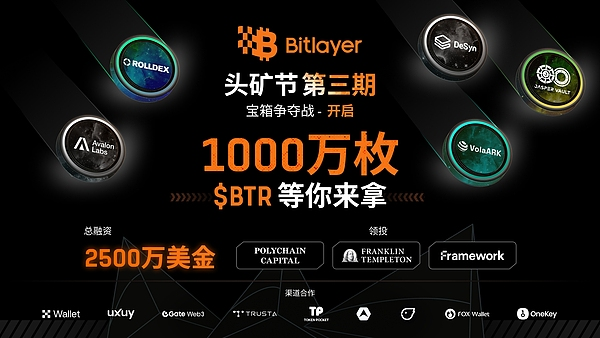 Bitlayer
ROLLDEX
DeSyn
JASPER VAULT
Avalon
Labs
VolaARK
头矿节 第三期
宝箱争夺战 - 开启
1000万枚
$BTR 等你来拿
总融资
领投
2500万美金
POLYCHAIN
CAPITAL
FRANKLIN
TEMPLETON
Framework
渠道合作
Wallet
uxuy
Gate Web3
TRUSTA
TP
TOKEN POCKET
FOX Wallet
OneKey